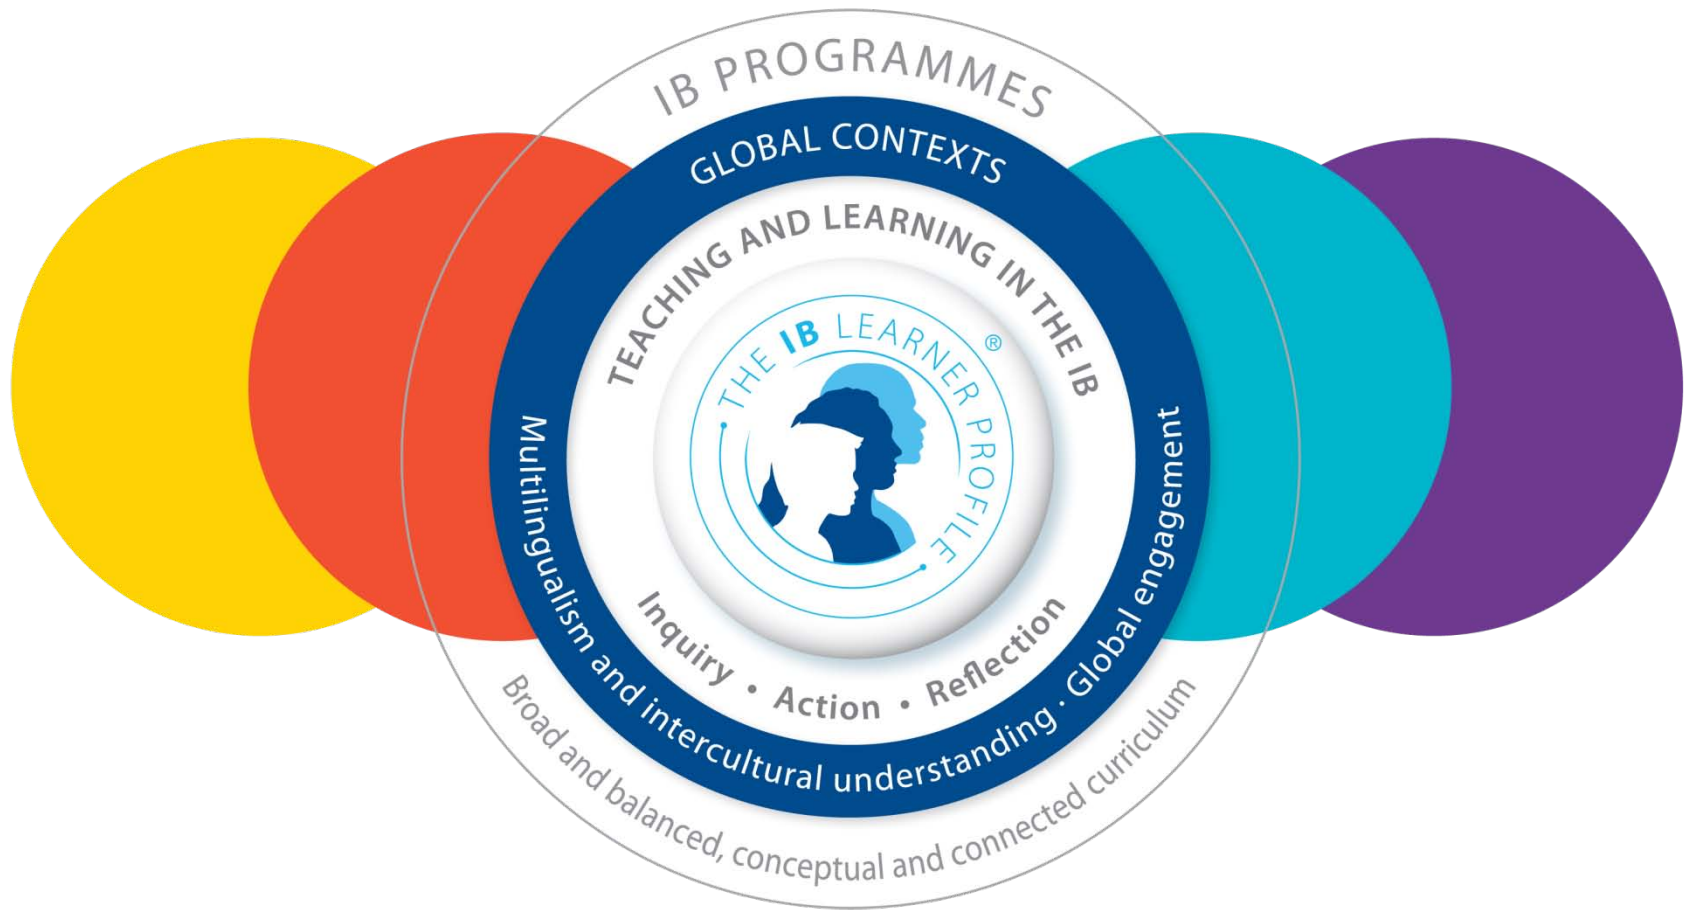 IB PROGRAMMES
GLOBAL CONTEXTS
TEACHING AND LEARNING IN THE IB
THE IB LEARNER PROFILE ®
Inquiry · Action · Reflection
Multilingualism and intercultural understanding · Global engagement
Broad and balanced, conceptual and connected curriculum